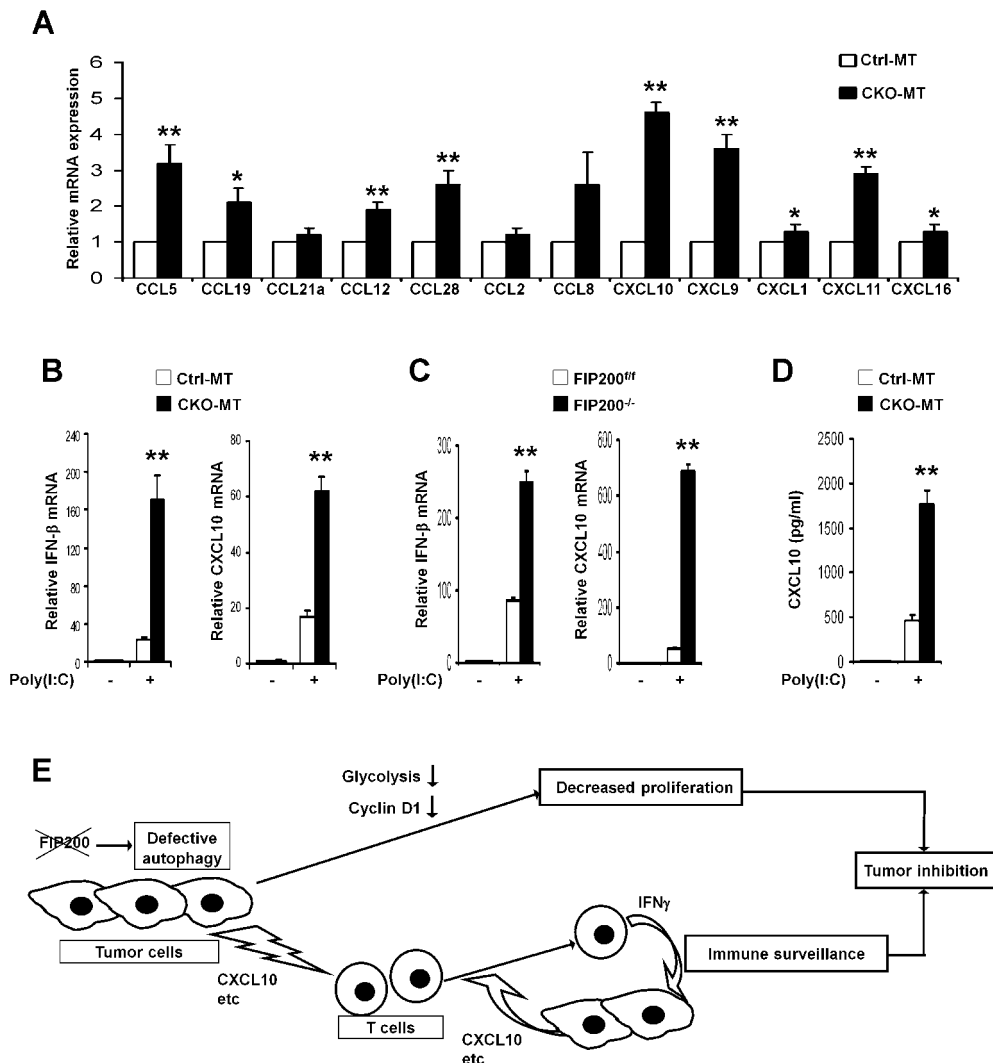 A
Relative mRNA expression
6
5
4
3
2
1
0
Ctrl-MT
CKO-MT
** * ** ** ** ** * ** *
CCL5 CCL19 CCL21a CCL12 CCL28 CCL2 CCL8 CXCL10 CXCL9 CXCL1 CXCL11 CXCL16
B
Ctrl-MT
CKO-MT
Relative IFN-β mRNA
240
200
160
120
80
40
0
**
Relative CXCL10 mRNA
80
60
40
20
0
**
Poly(I:C) - + - +
C
FIP200f/f
FIP200-/-
Relative IFN-β mRNA
300
200
100
0
**
Relative CXCL10 mRNA
800
600
400
200
0
**
Poly(I:C) - + - +
D
Ctrl-MT
CKO-MT
CXCL10 (pg/ml)
2500
2000
1500
1000
500
0
**
Poly(I:C) - +
E
FIP200
Defective
autophagy
Glycolysis
Cyclin D1
Decreased proliferation
Tumor inhibition
Tumor cells
CXCL10
etc
T cells
CXCL10
etc
IFNγ
Immune surveillance